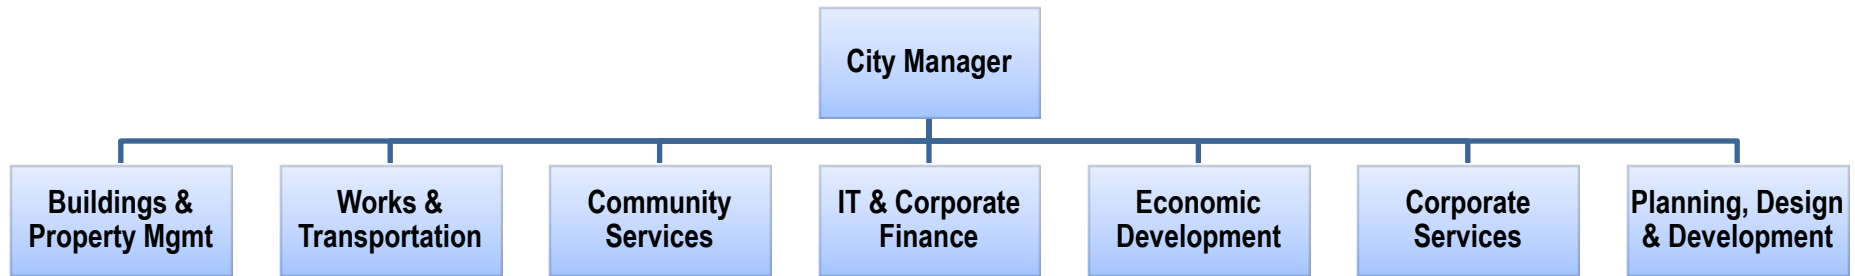 City Manager
Buildings &
Property Mgmt
Works &
Transportation
Community
Services
IT & Corporate
Finance
Economic
Development
Corporate
Services
Planning, Design
& Development